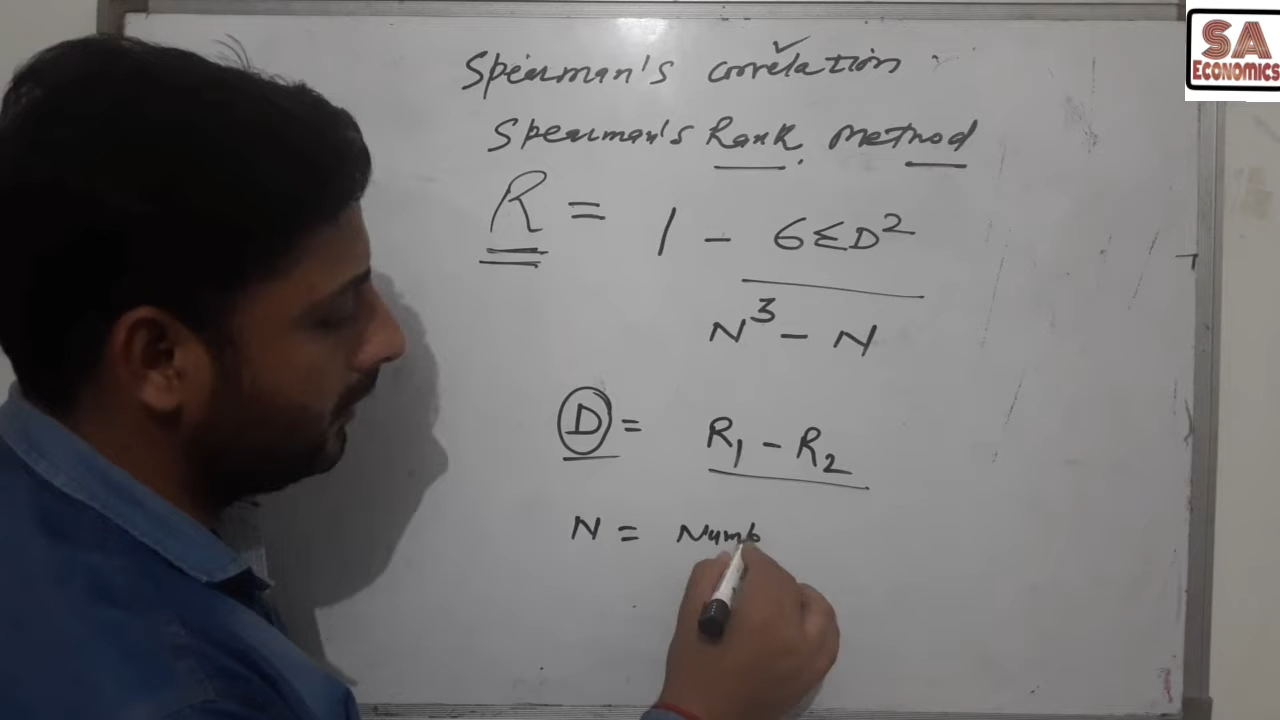 SA
ECONOMICS
Spearman's correlation
Spearman's Rank Method
R = 1 - 6ΣD²
N³ - N
D = R₁ - R₂
N = Numb